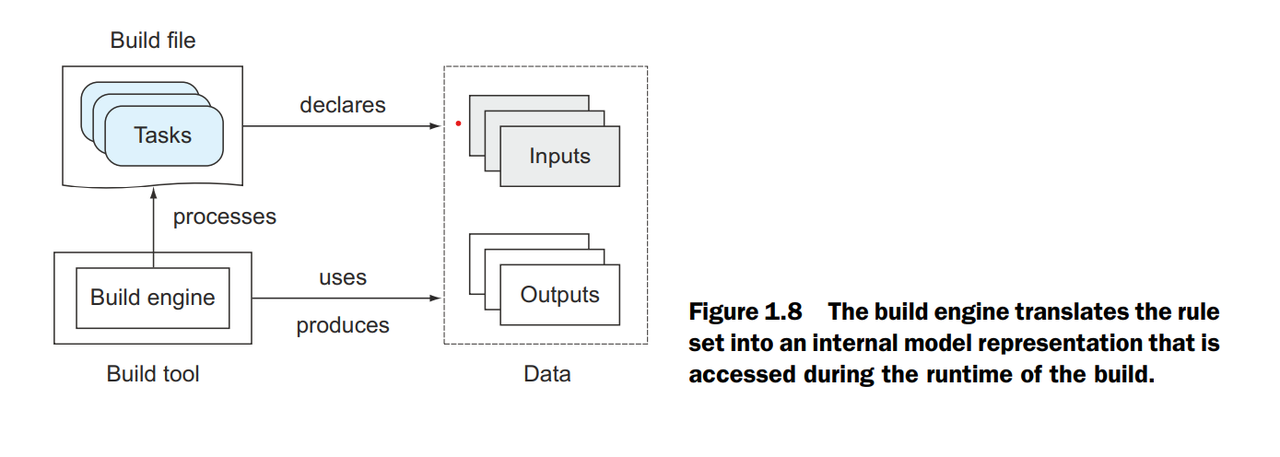 Build file
Tasks
declares
Inputs
processes
Build engine
uses
produces
Outputs
Build tool
Data
Figure 1.8 The build engine translates the rule
set into an internal model representation that is
accessed during the runtime of the build.